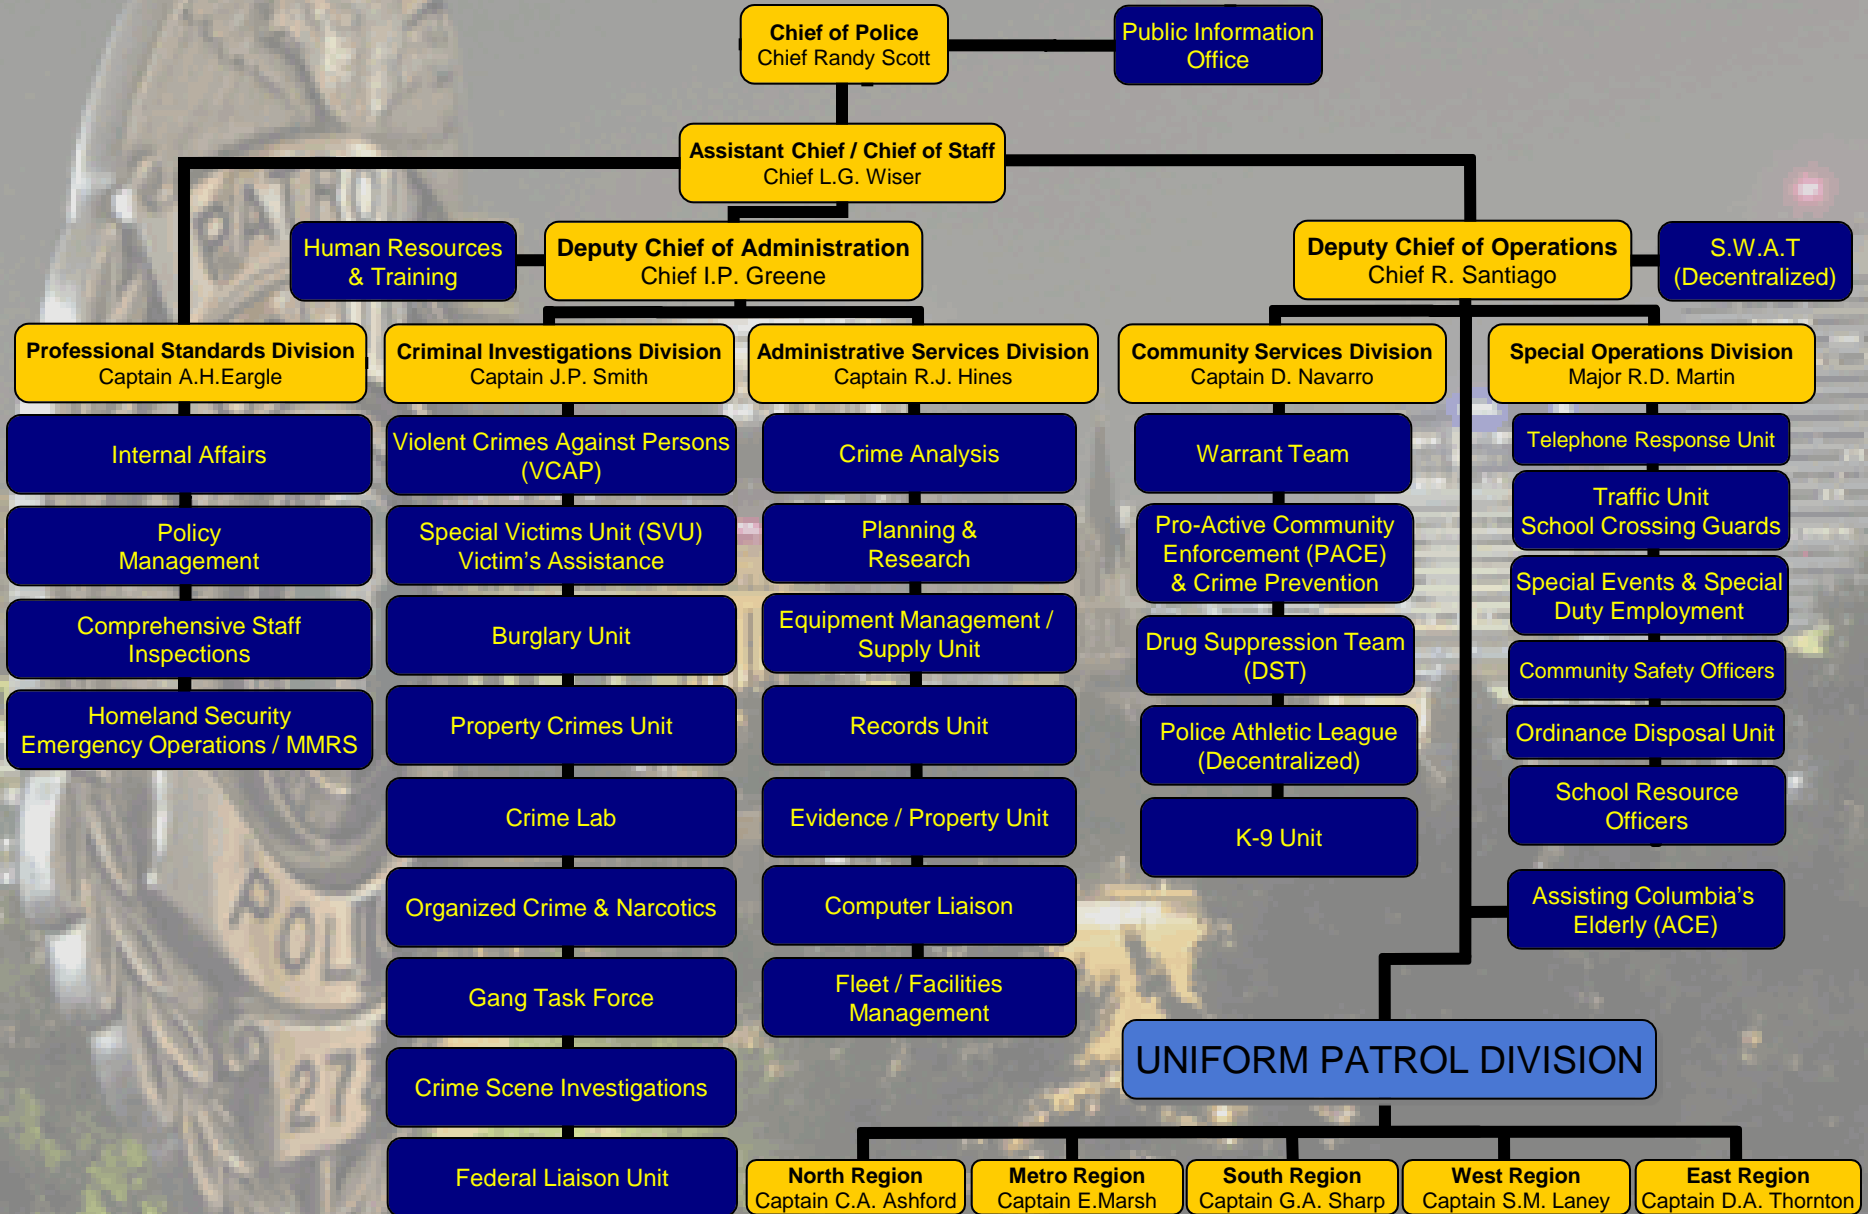 Chief of Police
Chief Randy Scott
Public Information
Office
Assistant Chief / Chief of Staff
Chief L.G. Wiser
Human Resources
& Training
Deputy Chief of Administration
Chief I.P. Greene
Deputy Chief of Operations
Chief R. Santiago
S.W.A.T
(Decentralized)
Professional Standards Division
Captain A.H.Eargle
Internal Affairs
Policy
Management
Comprehensive Staff
Inspections
Homeland Security
Emergency Operations / MMRS
Criminal Investigations Division
Captain J.P. Smith
Violent Crimes Against Persons
(VCAP)
Special Victims Unit (SVU)
Victim's Assistance
Burglary Unit
Property Crimes Unit
Crime Lab
Organized Crime & Narcotics
Gang Task Force
Crime Scene Investigations
Federal Liaison Unit
Administrative Services Division
Captain R.J. Hines
Crime Analysis
Planning &
Research
Equipment Management /
Supply Unit
Records Unit
Evidence / Property Unit
Computer Liaison
Fleet / Facilities
Management
Community Services Division
Captain D. Navarro
Warrant Team
Pro-Active Community
Enforcement (PACE)
& Crime Prevention
Drug Suppression Team
(DST)
Police Athletic League
(Decentralized)
K-9 Unit
Special Operations Division
Major R.D. Martin
Telephone Response Unit
Traffic Unit
School Crossing Guards
Special Events & Special
Duty Employment
Community Safety Officers
Ordinance Disposal Unit
School Resource
Officers
Assisting Columbia's
Elderly (ACE)
UNIFORM PATROL DIVISION
North Region
Captain C.A. Ashford
Metro Region
Captain E.Marsh
South Region
Captain G.A. Sharp
West Region
Captain S.M. Laney
East Region
Captain D.A. Thornton
PATROL
POLI
27